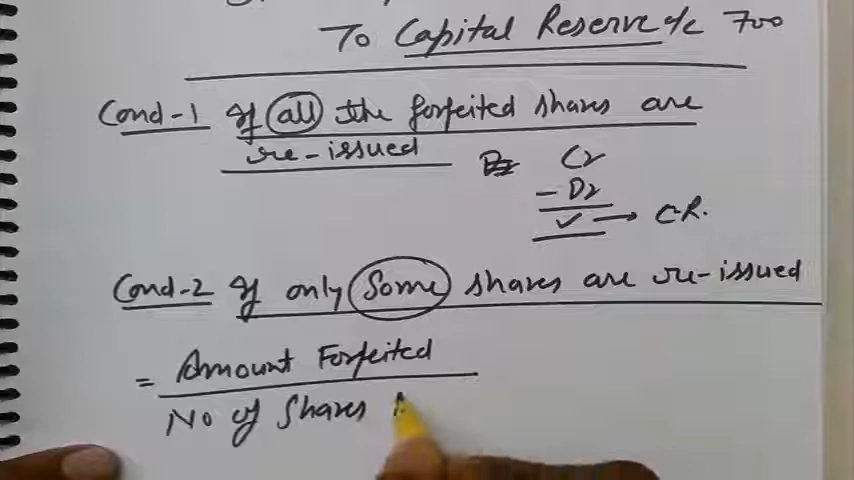 To Capital Reserve a/c 700
Cond-1 If all the forfeited shares are
re-issued
Cr
- Dr
✓ → C.R.
Cond-2 If only Some shares are re-issued
= Amount Forfeited
No of Shares